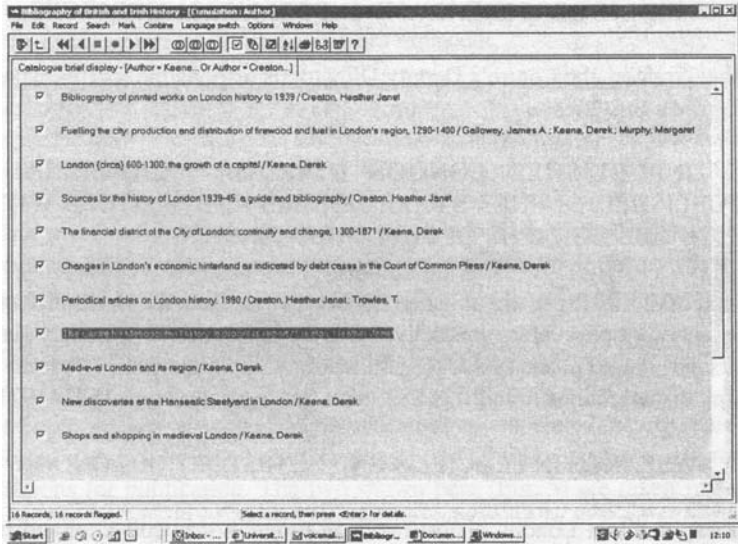 Bibliography of British and Irish History - [Cumulation : Author]
File Edit Record Search Mark Combine Language switch Options Windows Help
Catalogue brief display - [Author = Keene... Or Author = Creaton...]
Bibliography of printed works on London history to 1939 / Creaton, Heather Janet
Fuelling the city: production and distribution of firewood and fuel in London's region, 1290-1400 / Galloway, James A.; Keene, Derek; Murphy, Margaret
London (circa) 600-1300: the growth of a capital / Keene, Derek
Sources for the history of London 1939-45: a guide and bibliography / Creaton, Heather Janet
The financial district of the City of London: continuity and change, 1300-1871 / Keene, Derek
Changes in London's economic hinterland as indicated by debt cases in the Court of Common Pleas / Keene, Derek
Periodical articles on London history, 1990 / Creaton, Heather Janet; Trowles, T.
Medieval London and its region / Keene, Derek
New discoveries at the Hanseatic Steelyard in London / Keene, Derek
Shops and shopping in medieval London / Keene, Derek
16 Records, 16 records flagged. Select a record, then press <Enter> for details.
Start Inbox - ... Universit... voicemail... Bibliogr... Documen... Windows... 12:10